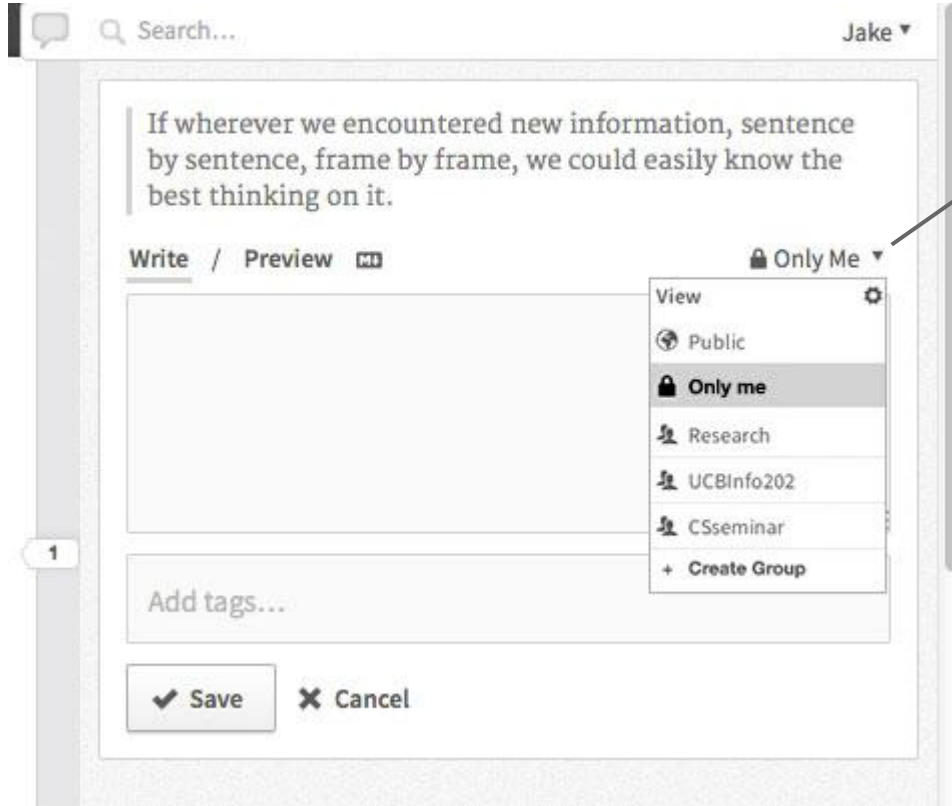 Search...
Jake
If wherever we encountered new information, sentence
by sentence, frame by frame, we could easily know the
best thinking on it.
Write / Preview M↓
Only Me
View
Public
Only me
Research
UCBInfo202
CSseminar
+ Create Group
1
Add tags...
Save
Cancel